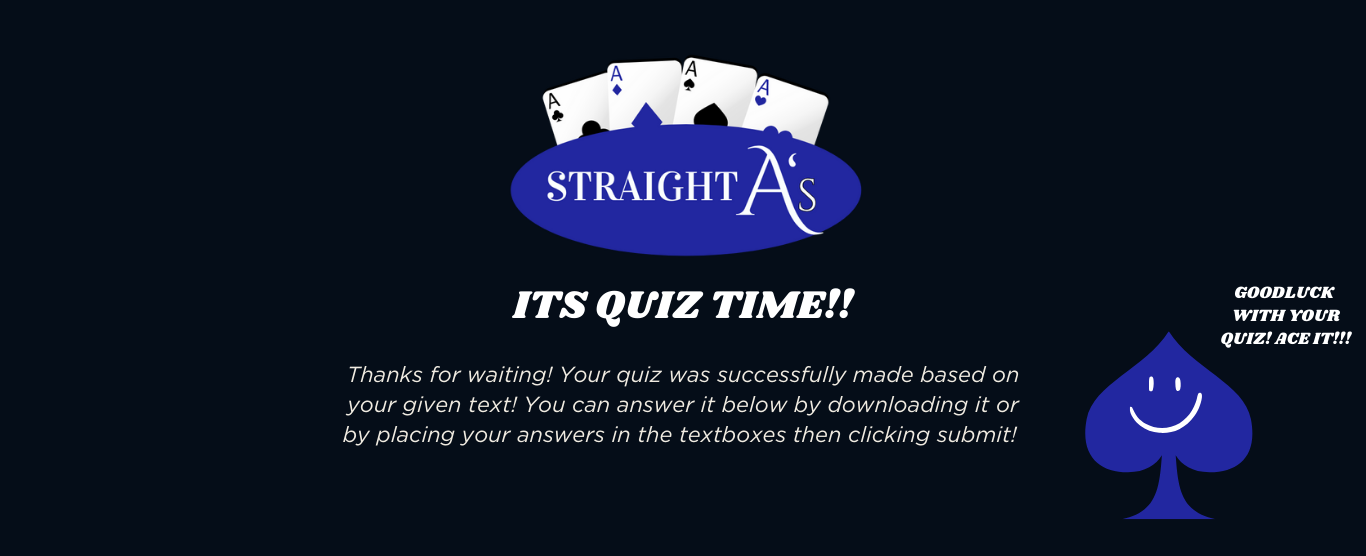 A
A
A
A
STRAIGHT A'S
ITS QUIZ TIME!!
Thanks for waiting! Your quiz was successfully made based on
your given text! You can answer it below by downloading it or
by placing your answers in the textboxes then clicking submit!
GOODLUCK
WITH YOUR
QUIZ! ACE IT!!!